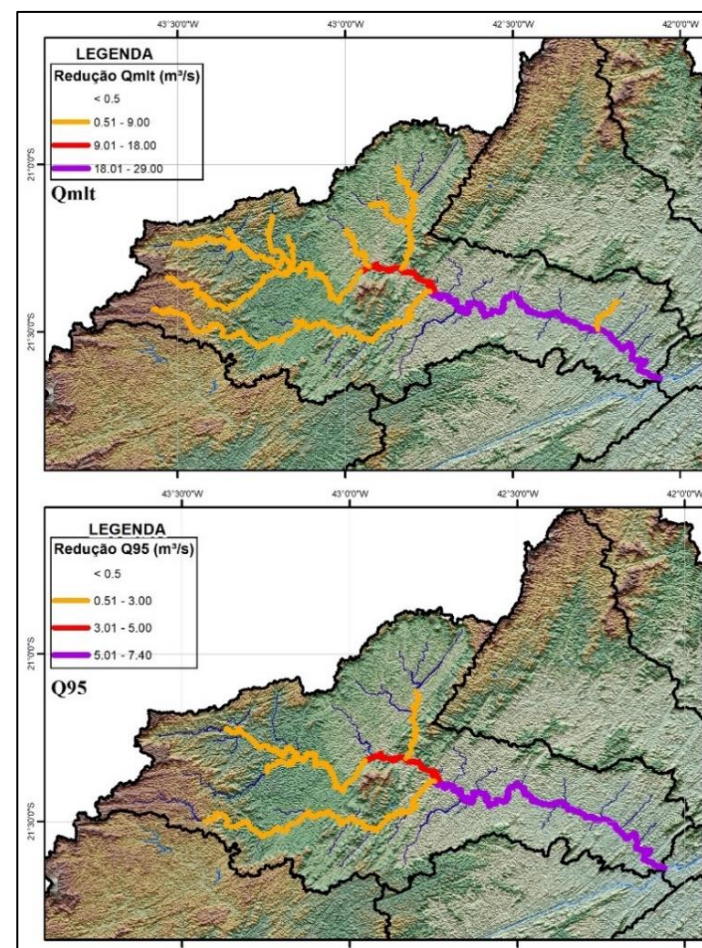 43°30'0"W 43°0'0"W 42°30'0"W 42°0'0"W
LEGENDA
Redução Qmlt (m³/s)
< 0.5
0.51 - 9.00
9.01 - 18.00
18.01 - 29.00
Qmlt
21°0'0"S
21°30'0"S
43°30'0"W 43°0'0"W 42°30'0"W 42°0'0"W
LEGENDA
Redução Q95 (m³/s)
< 0.5
0.51 - 3.00
3.01 - 5.00
5.01 - 7.40
Q95
21°0'0"S
21°30'0"S